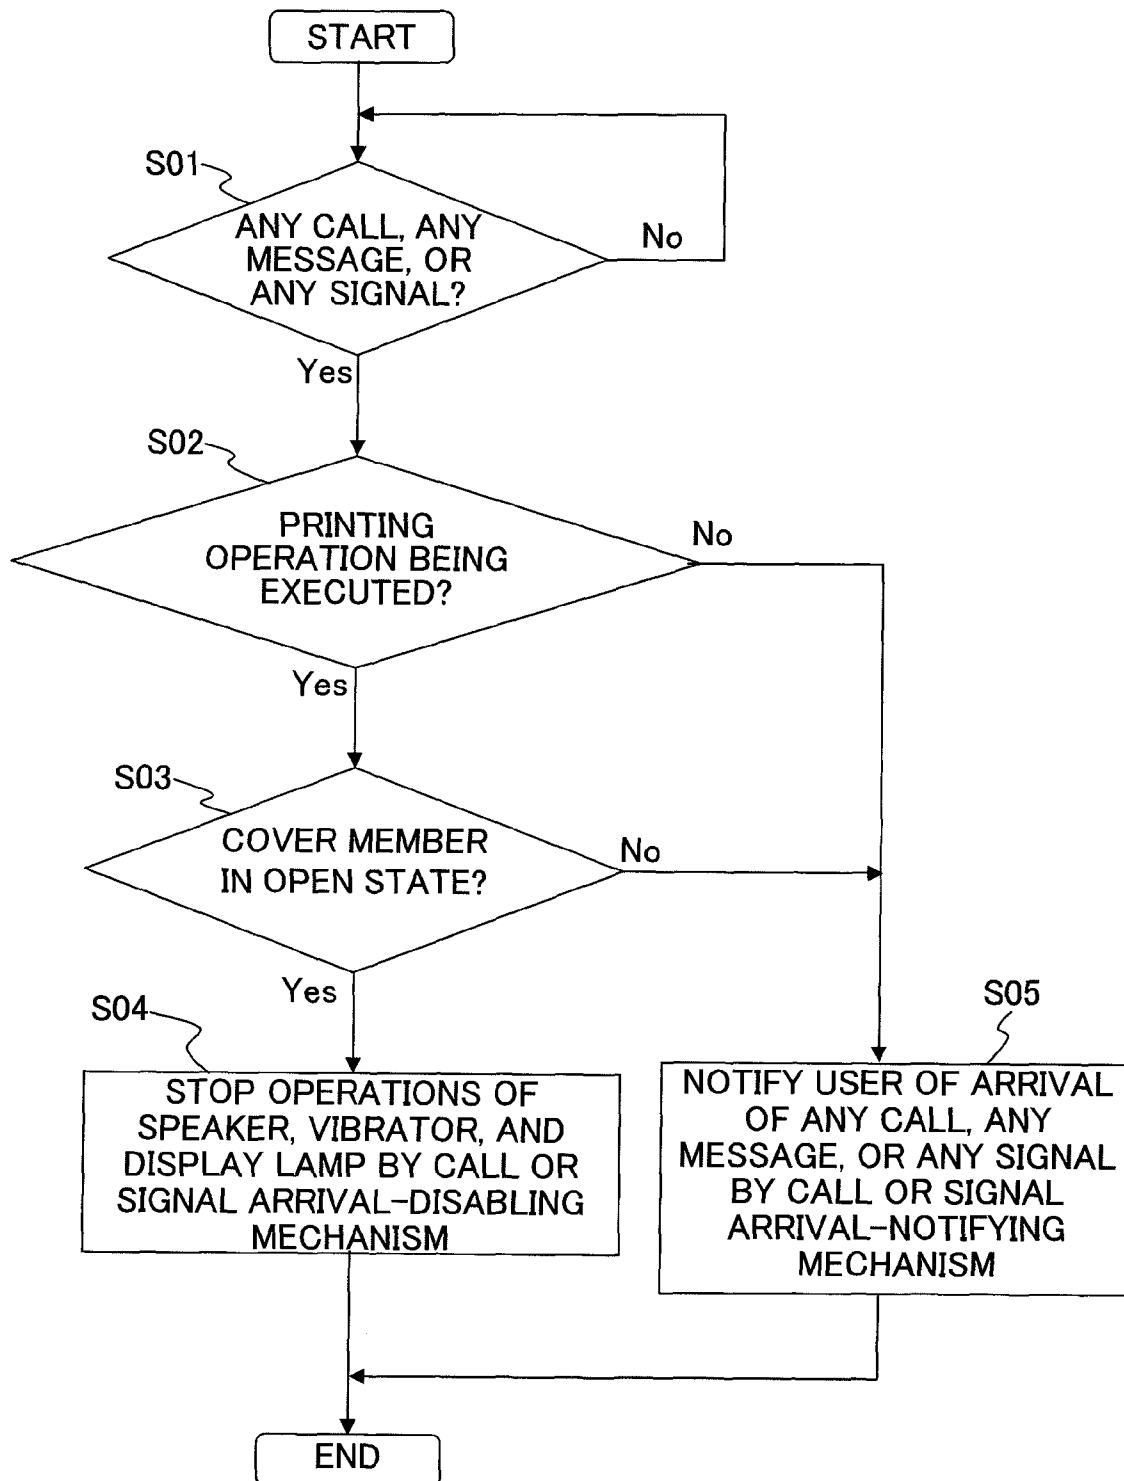 START
S01
ANY CALL, ANY
MESSAGE, OR
ANY SIGNAL?
No
Yes
S02
PRINTING
OPERATION BEING
EXECUTED?
No
Yes
S03
COVER MEMBER
IN OPEN STATE?
No
Yes
S04
STOP OPERATIONS OF
SPEAKER, VIBRATOR, AND
DISPLAY LAMP BY CALL OR
SIGNAL ARRIVAL-DISABLING
MECHANISM
S05
NOTIFY USER OF ARRIVAL
OF ANY CALL, ANY
MESSAGE, OR ANY SIGNAL
BY CALL OR SIGNAL
ARRIVAL-NOTIFYING
MECHANISM
END